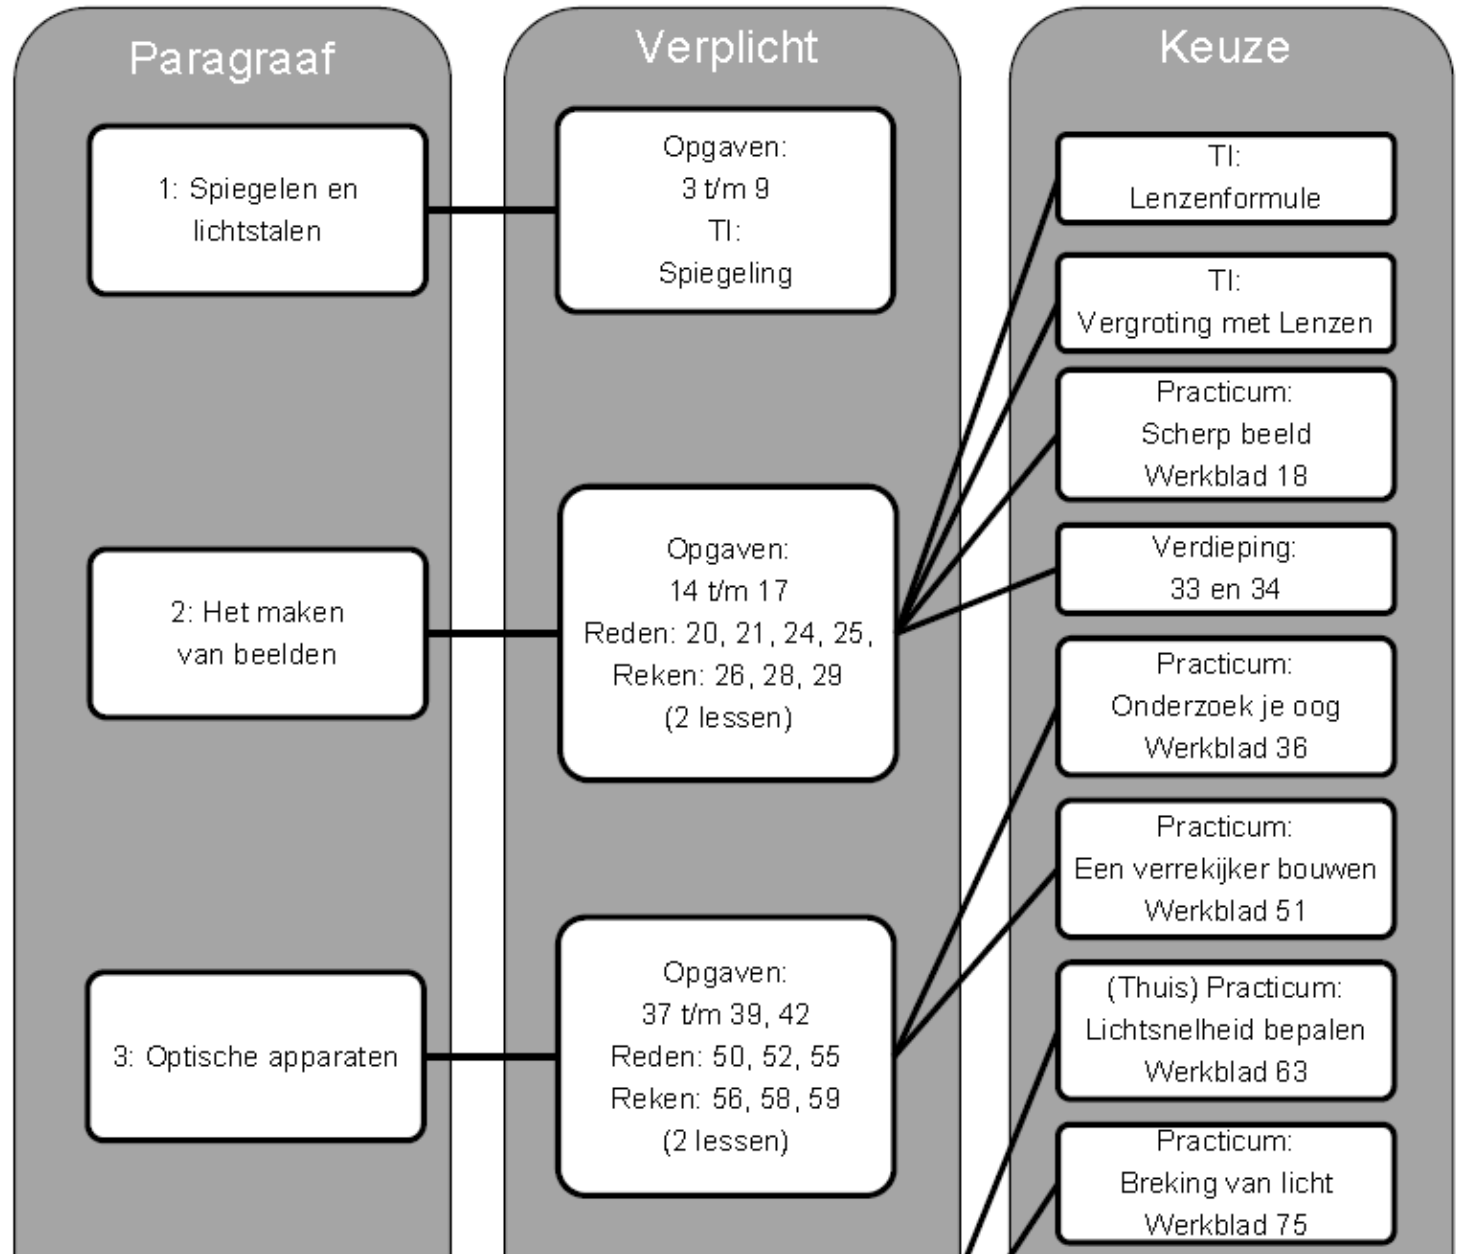 Paragraaf
1: Spiegelen en
lichtstalen
2: Het maken
van beelden
3: Optische apparaten
Verplicht
Opgaven:
3 t/m 9
TI:
Spiegeling
Opgaven:
14 t/m 17
Reden: 20, 21, 24, 25,
Reken: 26, 28, 29
(2 lessen)
Opgaven:
37 t/m 39, 42
Reden: 50, 52, 55
Reken: 56, 58, 59
(2 lessen)
Keuze
TI:
Lenzenformule
TI:
Vergroting met Lenzen
Practicum:
Scherp beeld
Werkblad 18
Verdieping:
33 en 34
Practicum:
Onderzoek je oog
Werkblad 36
Practicum:
Een verrekijker bouwen
Werkblad 51
(Thuis) Practicum:
Lichtsnelheid bepalen
Werkblad 63
Practicum:
Breking van licht
Werkblad 75